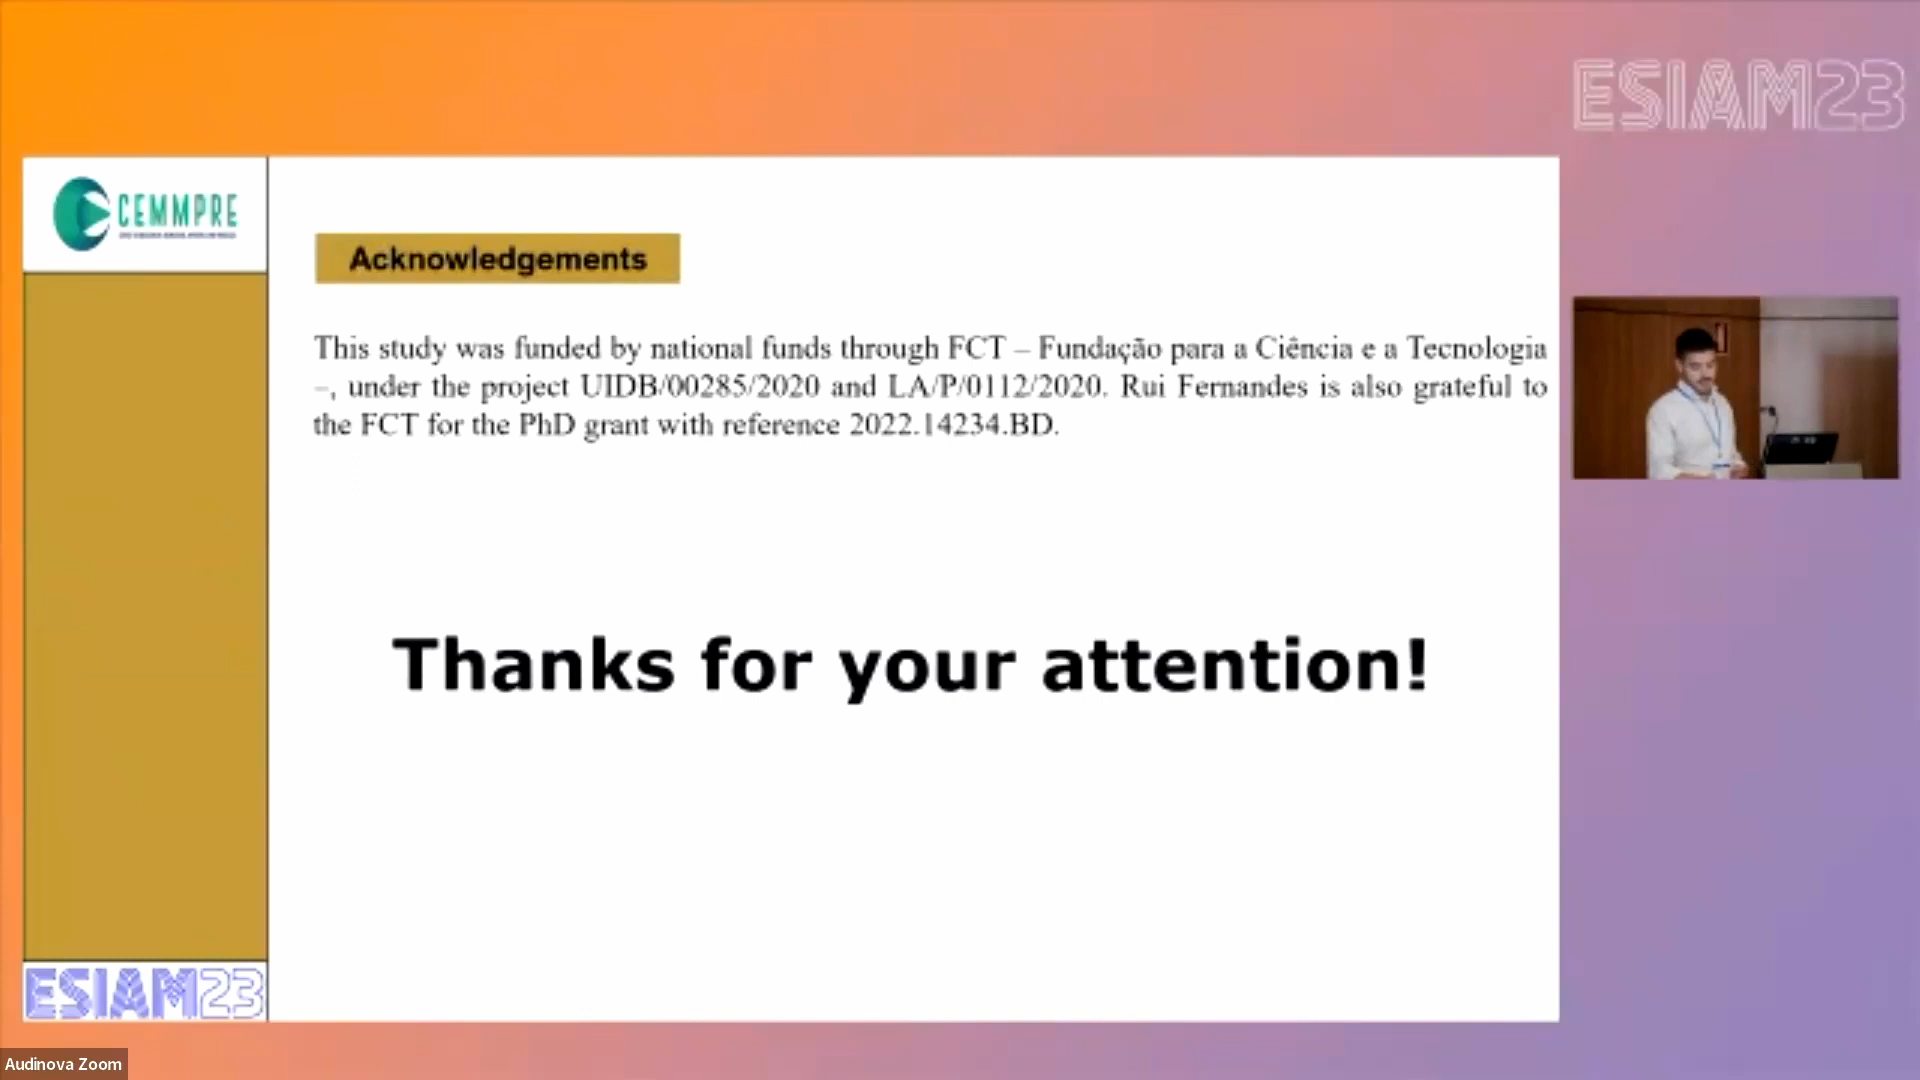 ESIAM23
CEMMPRE
Acknowledgements
This study was funded by national funds through FCT – Fundação para a Ciência e a Tecnologia
–, under the project UIDB/00285/2020 and LA/P/0112/2020. Rui Fernandes is also grateful to
the FCT for the PhD grant with reference 2022.14234.BD.
Thanks for your attention!
ESIAM23
Audinova Zoom